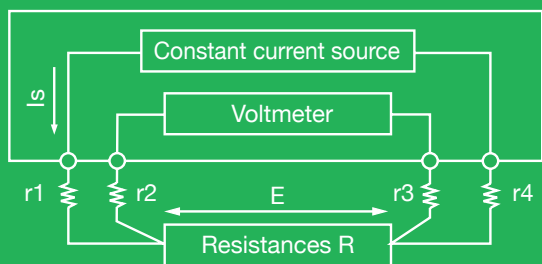 Constant current source
Is
Voltmeter
r1 r2 E r3 r4
Resistances R